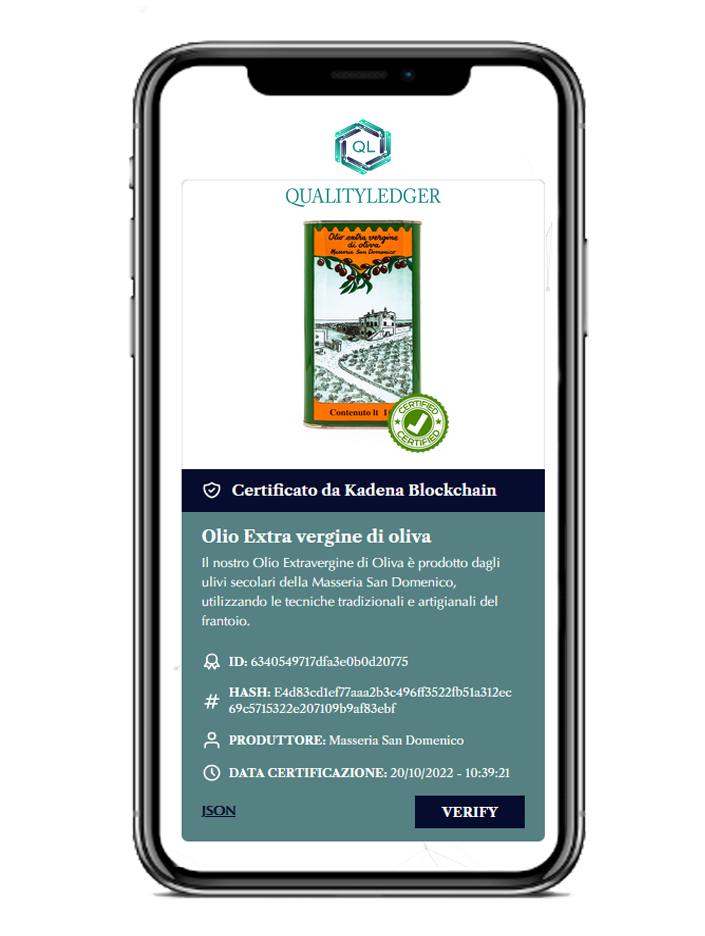 QL
QUALITYLEDGER
Olio extra vergine
di oliva
Masseria San Domenico
Contenuto lt
CERTIFIED
CERTIFIED
Certificato da Kadena Blockchain
Olio Extra vergine di oliva
Il nostro Olio Extravergine di Oliva è prodotto dagli
ulivi secolari della Masseria San Domenico,
utilizzando le tecniche tradizionali e artigianali del
frantoio.
ID: 6340549717dfa3e0b0d20775
HASH: E4d83cd1ef77aaa2b3c496ff3522fb51a312ec
69c5715322e207109b9af83ebf
PRODUTTORE: Masseria San Domenico
DATA CERTIFICAZIONE: 20/10/2022 - 10:39:21
JSON
VERIFY